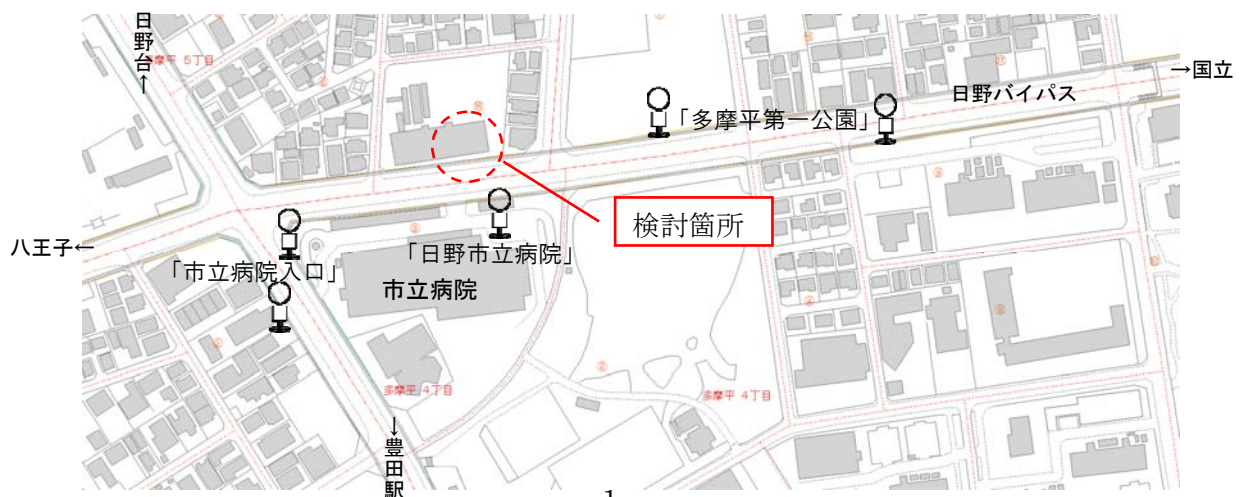 日野台←
多摩平 5丁目
→国立
日野バイパス
「多摩平第一公園」
検討箇所
八王子←
「日野市立病院」
「市立病院入口」
市立病院
多摩平 4丁目
多摩平 4丁目
←豊田駅
1